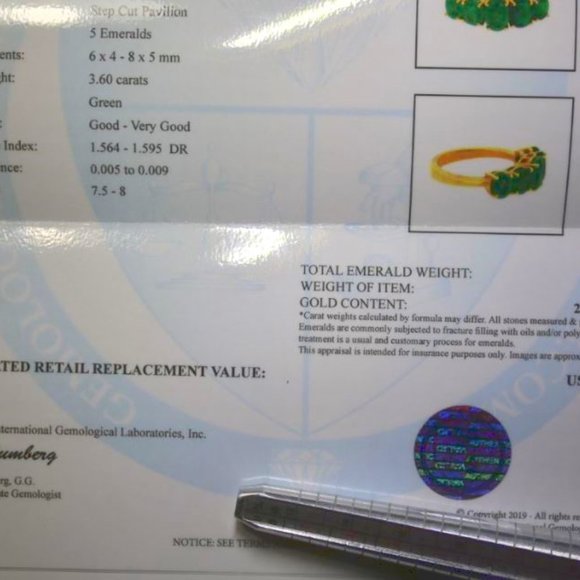 Step Cut Pavilion
5 Emeralds
ents: 6 x 4 - 8 x 5 mm
ht: 3.60 carats
Green
: Good - Very Good
Index: 1.564 - 1.595 DR
nce: 0.005 to 0.009
: 7.5 - 8
TOTAL EMERALD WEIGHT:
WEIGHT OF ITEM:
GOLD CONTENT: 2
*Carat weights calculated by formula may differ. All stones measured &
Emeralds are commonly subjected to fracture filling with oils and/or poly
treatment is a usual and customary process for emeralds.
This appraisal is intended for insurance purposes only. Images are approx
TED RETAIL REPLACEMENT VALUE: US
nternational Gemological Laboratories, Inc.
umberg
rg, G.G.
te Gemologist
© Copyright 2019 - All rights re
NOTICE: SEE TERM